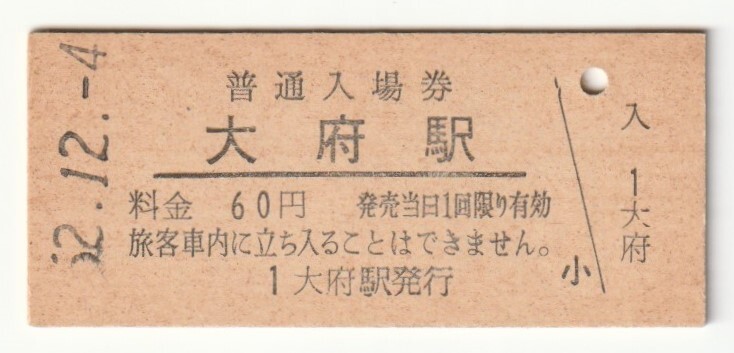 52.12.-4
普通入場券
大府駅
料金 60円 発売当日1回限り有効
旅客車内に立ち入ることはできません。
1 大府駅発行
入
1
大府
小